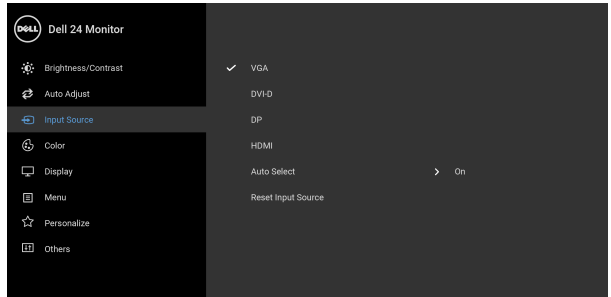 DELL Dell 24 Monitor
Brightness/Contrast
VGA
Auto Adjust
DVI-D
Input Source
DP
Color
HDMI
Display
Auto Select
On
Menu
Reset Input Source
Personalize
Others